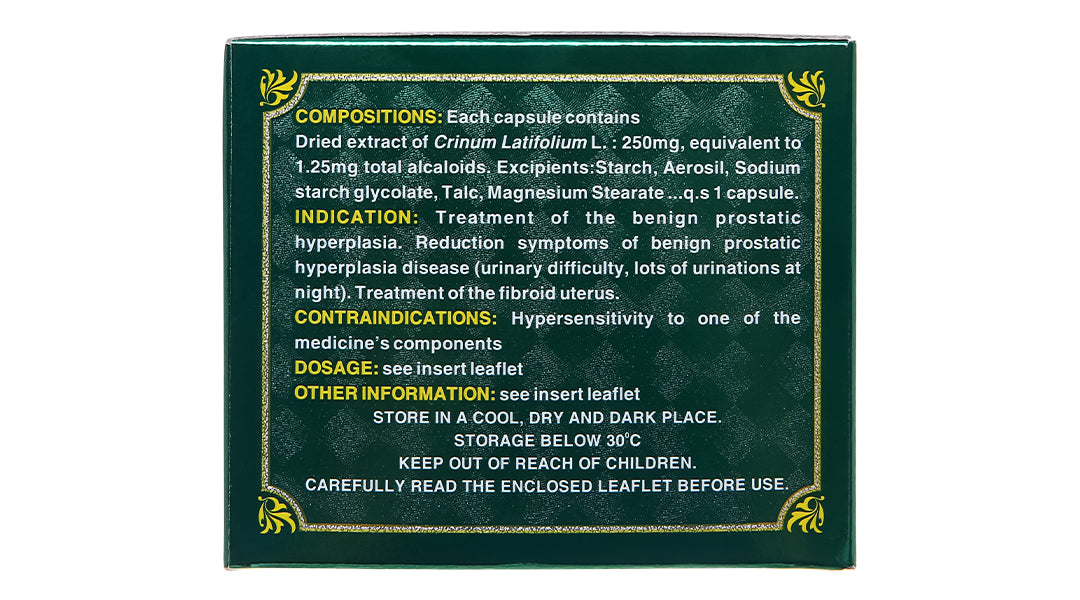 COMPOSITIONS: Each capsule contains
Dried extract of Crinum Latifolium L. : 250mg, equivalent to
1.25mg total alcaloids. Excipients:Starch, Aerosil, Sodium
starch glycolate, Talc, Magnesium Stearate ...q.s 1 capsule.
INDICATION: Treatment of the benign prostatic
hyperplasia. Reduction symptoms of benign prostatic
hyperplasia disease (urinary difficulty, lots of urinations at
night). Treatment of the fibroid uterus.
CONTRAINDICATIONS: Hypersensitivity to one of the
medicine's components
DOSAGE: see insert leaflet
OTHER INFORMATION: see insert leaflet
STORE IN A COOL, DRY AND DARK PLACE.
STORAGE BELOW 30⁰C
KEEP OUT OF REACH OF CHILDREN.
CAREFULLY READ THE ENCLOSED LEAFLET BEFORE USE.